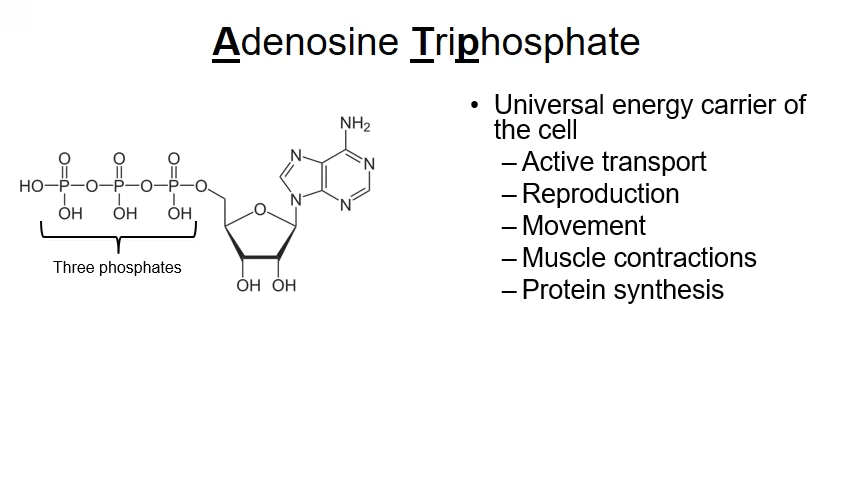 Adenosine Triphosphate
• Universal energy carrier of
the cell
– Active transport
– Reproduction
– Movement
– Muscle contractions
– Protein synthesis
NH2
N
N
N
N
O O O
HO P O P O P O
OH OH OH
O
OH OH
Three phosphates